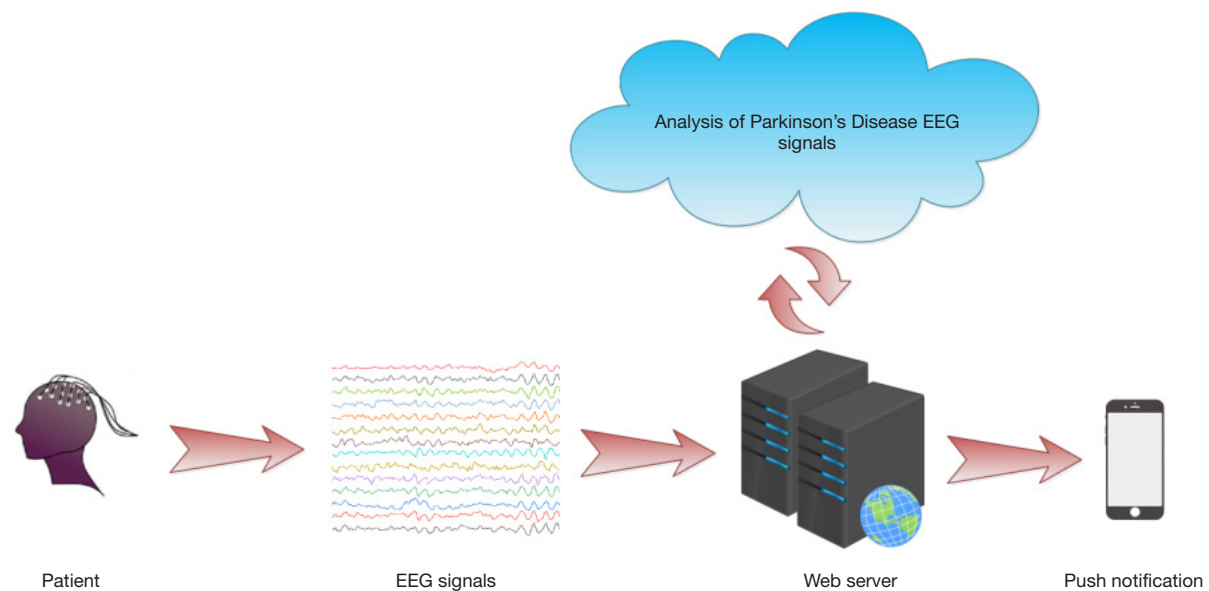 Analysis of Parkinson's Disease EEG
signals
Patient
EEG signals
Web server
Push notification